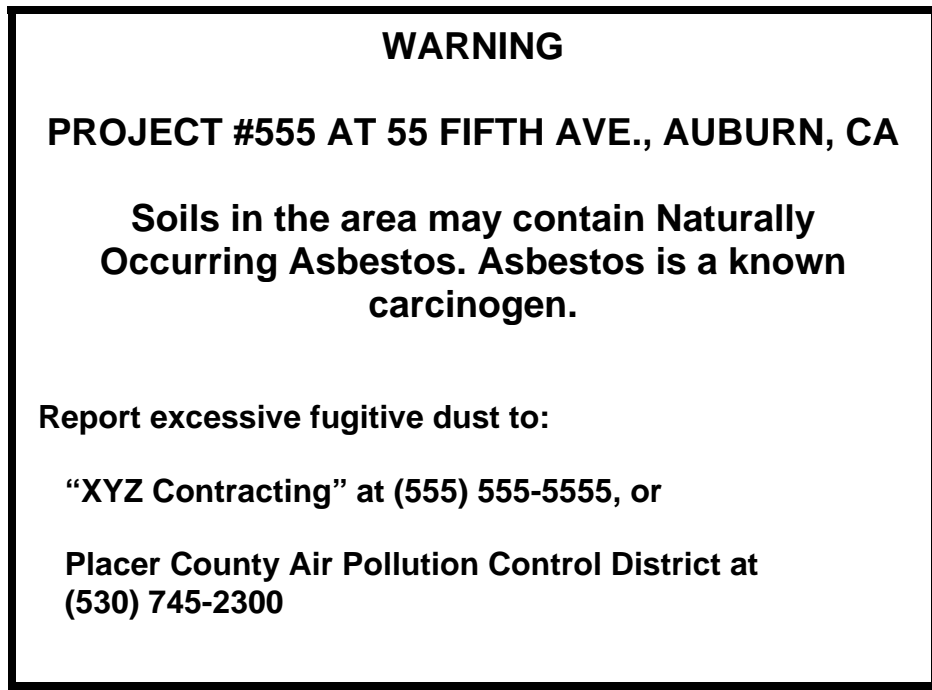 WARNING
PROJECT #555 AT 55 FIFTH AVE., AUBURN, CA
Soils in the area may contain Naturally
Occurring Asbestos. Asbestos is a known
carcinogen.
Report excessive fugitive dust to:
“XYZ Contracting” at (555) 555-5555, or
Placer County Air Pollution Control District at
(530) 745-2300